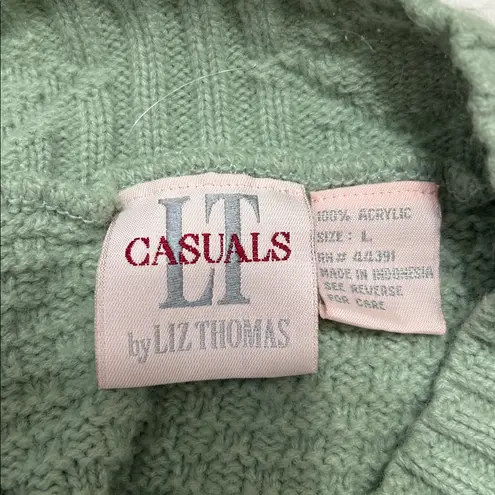 LT
CASUALS
by LIZ THOMAS
100% ACRYLIC
SIZE: L
RN# 44391
MADE IN INDONESIA
SEE REVERSE
FOR CARE